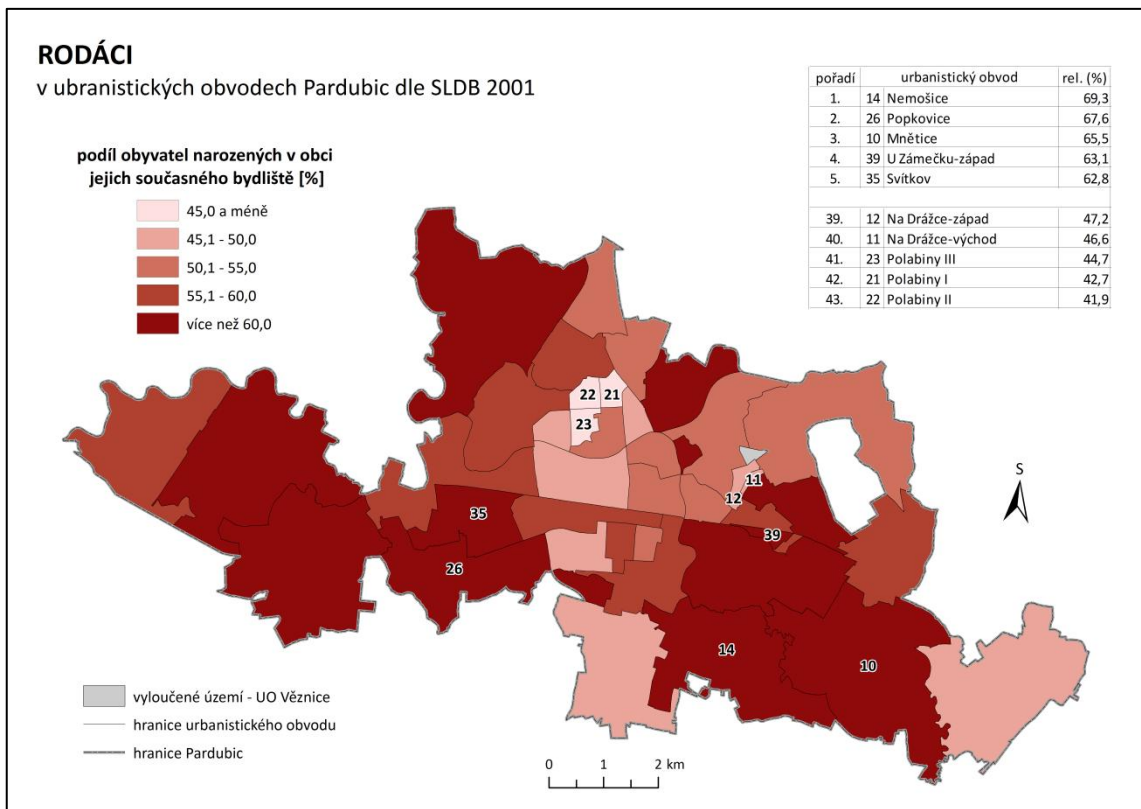 RODÁCI
v ubranistických obvodech Pardubic dle SLDB 2001
podíl obyvatel narozených v obci
jejich současného bydliště [%]
45,0 a méně
45,1 - 50,0
50,1 - 55,0
55,1 - 60,0
více než 60,0
pořadí urbanistický obvod rel. (%)
1. 14 Nemošice 69,3
2. 26 Popkovice 67,6
3. 10 Mnětice 65,5
4. 39 U Zámečku-západ 63,1
5. 35 Svítkov 62,8
39. 12 Na Drážce-západ 47,2
40. 11 Na Drážce-východ 46,6
41. 23 Polabiny III 44,7
42. 21 Polabiny I 42,7
43. 22 Polabiny II 41,9
22 21
23
11
12
35
39
26
14
10
S
vyloučené území - UO Věznice
hranice urbanistického obvodu
hranice Pardubic
0 1 2 km